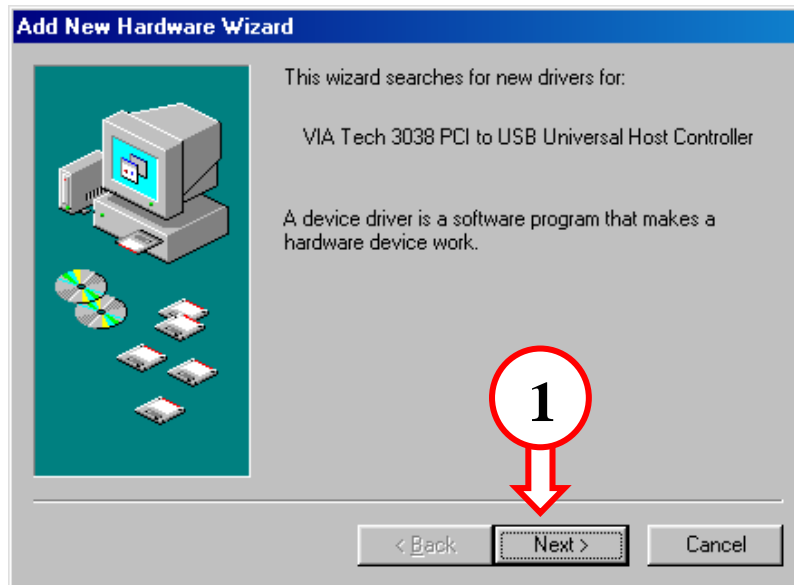 Add New Hardware Wizard
This wizard searches for new drivers for:
VIA Tech 3038 PCI to USB Universal Host Controller
A device driver is a software program that makes a
hardware device work.
1
< Back
Next >
Cancel